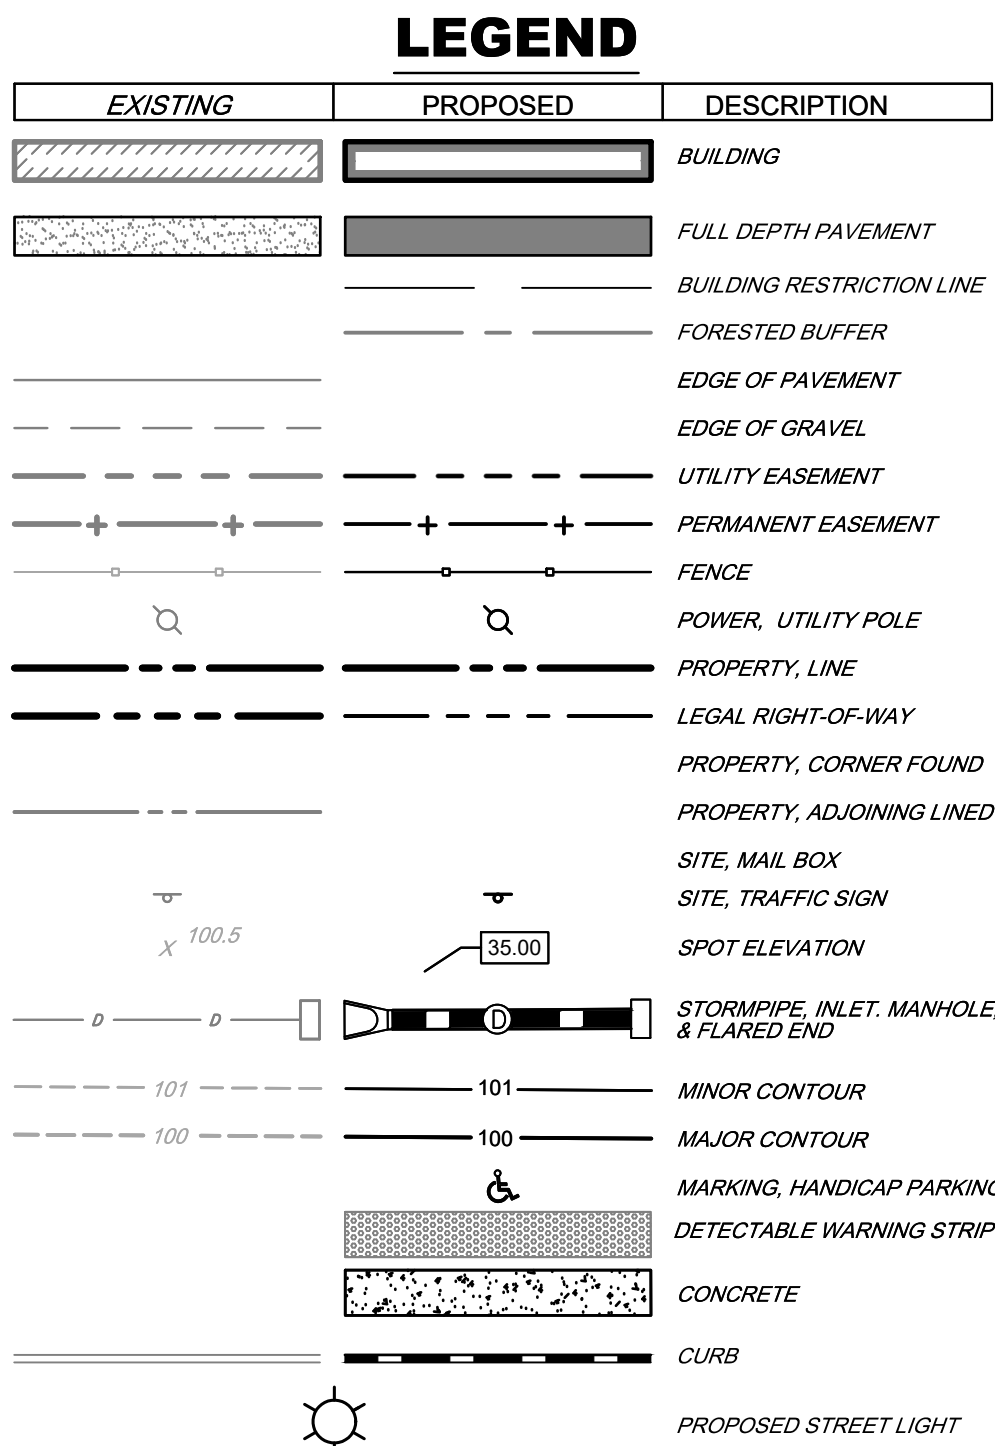 LEGEND
EXISTING PROPOSED DESCRIPTION
BUILDING
FULL DEPTH PAVEMENT
BUILDING RESTRICTION LINE
FORESTED BUFFER
EDGE OF PAVEMENT
EDGE OF GRAVEL
UTILITY EASEMENT
PERMANENT EASEMENT
FENCE
POWER, UTILITY POLE
PROPERTY, LINE
LEGAL RIGHT-OF-WAY
PROPERTY, CORNER FOUND
PROPERTY, ADJOINING LINED
SITE, MAIL BOX
SITE, TRAFFIC SIGN
X 100.5 35.00 SPOT ELEVATION
D D D STORMPIPE, INLET. MANHOLE,
& FLARED END
101 101 MINOR CONTOUR
100 100 MAJOR CONTOUR
MARKING, HANDICAP PARKING
DETECTABLE WARNING STRIP
CONCRETE
CURB
PROPOSED STREET LIGHT